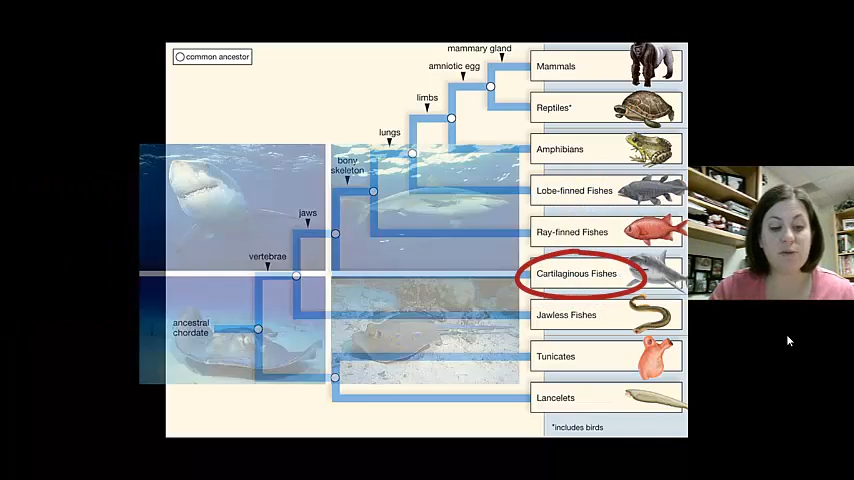 common ancestor
mammary gland
amniotic egg
limbs
lungs
bony
skeleton
jaws
vertebrae
ancestral
chordate
Mammals
Reptiles*
Amphibians
Lobe-finned Fishes
Ray-finned Fishes
Cartilaginous Fishes
Jawless Fishes
Tunicates
Lancelets
*includes birds